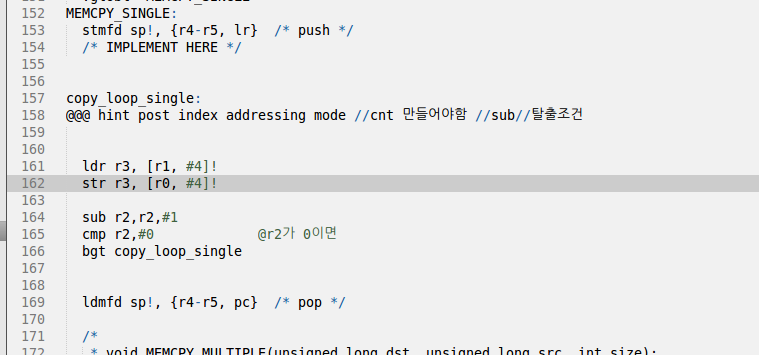 152 MEMCPY_SINGLE:
153 stmfd sp!, {r4-r5, lr} /* push */
154 /* IMPLEMENT HERE */
155
156
157 copy_loop_single:
158 @@@ hint post index addressing mode //cnt 만들어야함 //sub//탈출조건
159
160
161 ldr r3, [r1, #4]!
162 str r3, [r0, #4]!
163
164 sub r2,r2,#1
165 cmp r2,#0 @r2가 0이면
166 bgt copy_loop_single
167
168
169 ldmfd sp!, {r4-r5, pc} /* pop */
170
171 /*
172 * void MEMCPY_MULTIPLE(unsigned long dst, unsigned long src, int size);